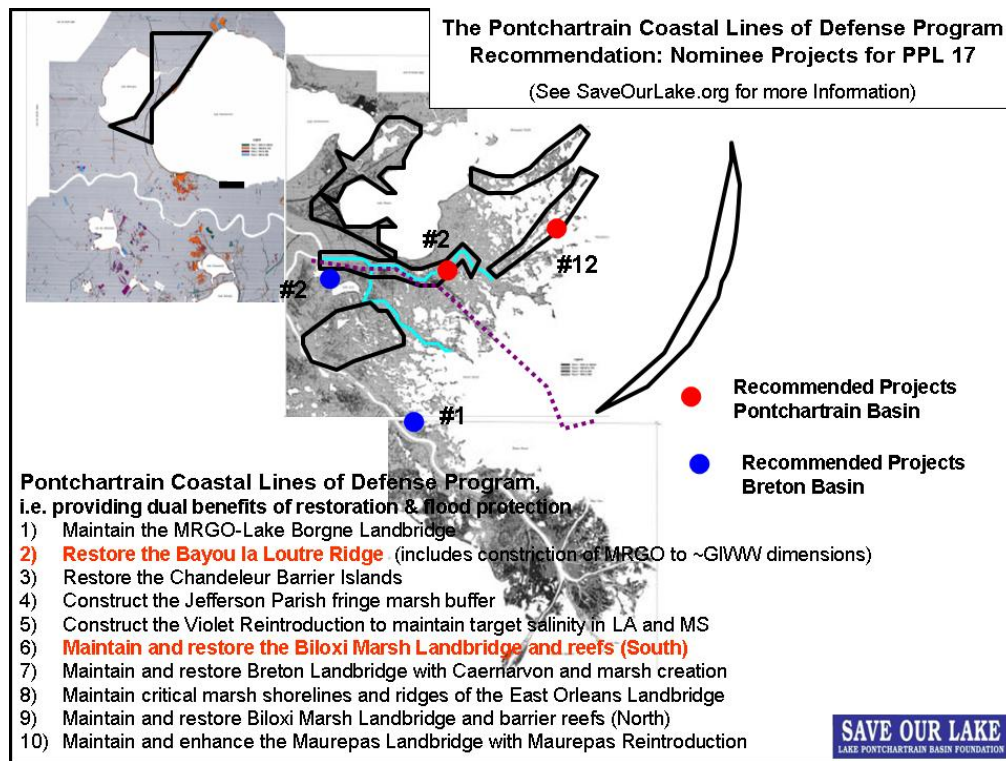 The Pontchartrain Coastal Lines of Defense Program
Recommendation: Nominee Projects for PPL 17
(See SaveOurLake.org for more Information)
#2
#12
#2
#1
Recommended Projects
Pontchartrain Basin
Recommended Projects
Breton Basin
Pontchartrain Coastal Lines of Defense Program,
i.e. providing dual benefits of restoration & flood protection
1) Maintain the MRGO-Lake Borgne Landbridge
2) Restore the Bayou la Loutre Ridge (includes constriction of MRGO to ~GIWW dimensions)
3) Restore the Chandeleur Barrier Islands
4) Construct the Jefferson Parish fringe marsh buffer
5) Construct the Violet Reintroduction to maintain target salinity in LA and MS
6) Maintain and restore the Biloxi Marsh Landbridge and reefs (South)
7) Maintain and restore Breton Landbridge with Caernarvon and marsh creation
8) Maintain critical marsh shorelines and ridges of the East Orleans Landbridge
9) Maintain and restore Biloxi Marsh Landbridge and barrier reefs (North)
10) Maintain and enhance the Maurepas Landbridge with Maurepas Reintroduction
SAVE OUR LAKE
LAKE PONTCHARTRAIN BASIN FOUNDATION